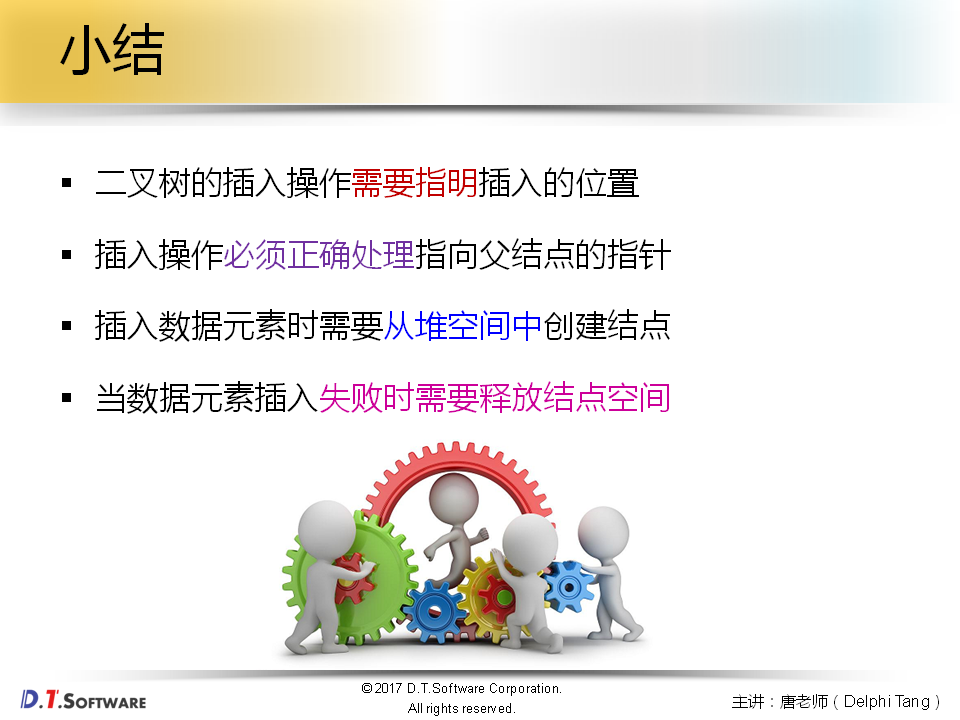 小结
▪ 二叉树的插入操作需要指明插入的位置
▪ 插入操作必须正确处理指向父结点的指针
▪ 插入数据元素时需要从堆空间中创建结点
▪ 当数据元素插入失败时需要释放结点空间
D.T.SOFTWARE
©2017 D.T.Software Corporation.
All rights reserved.
主讲：唐老师（Delphi Tang）